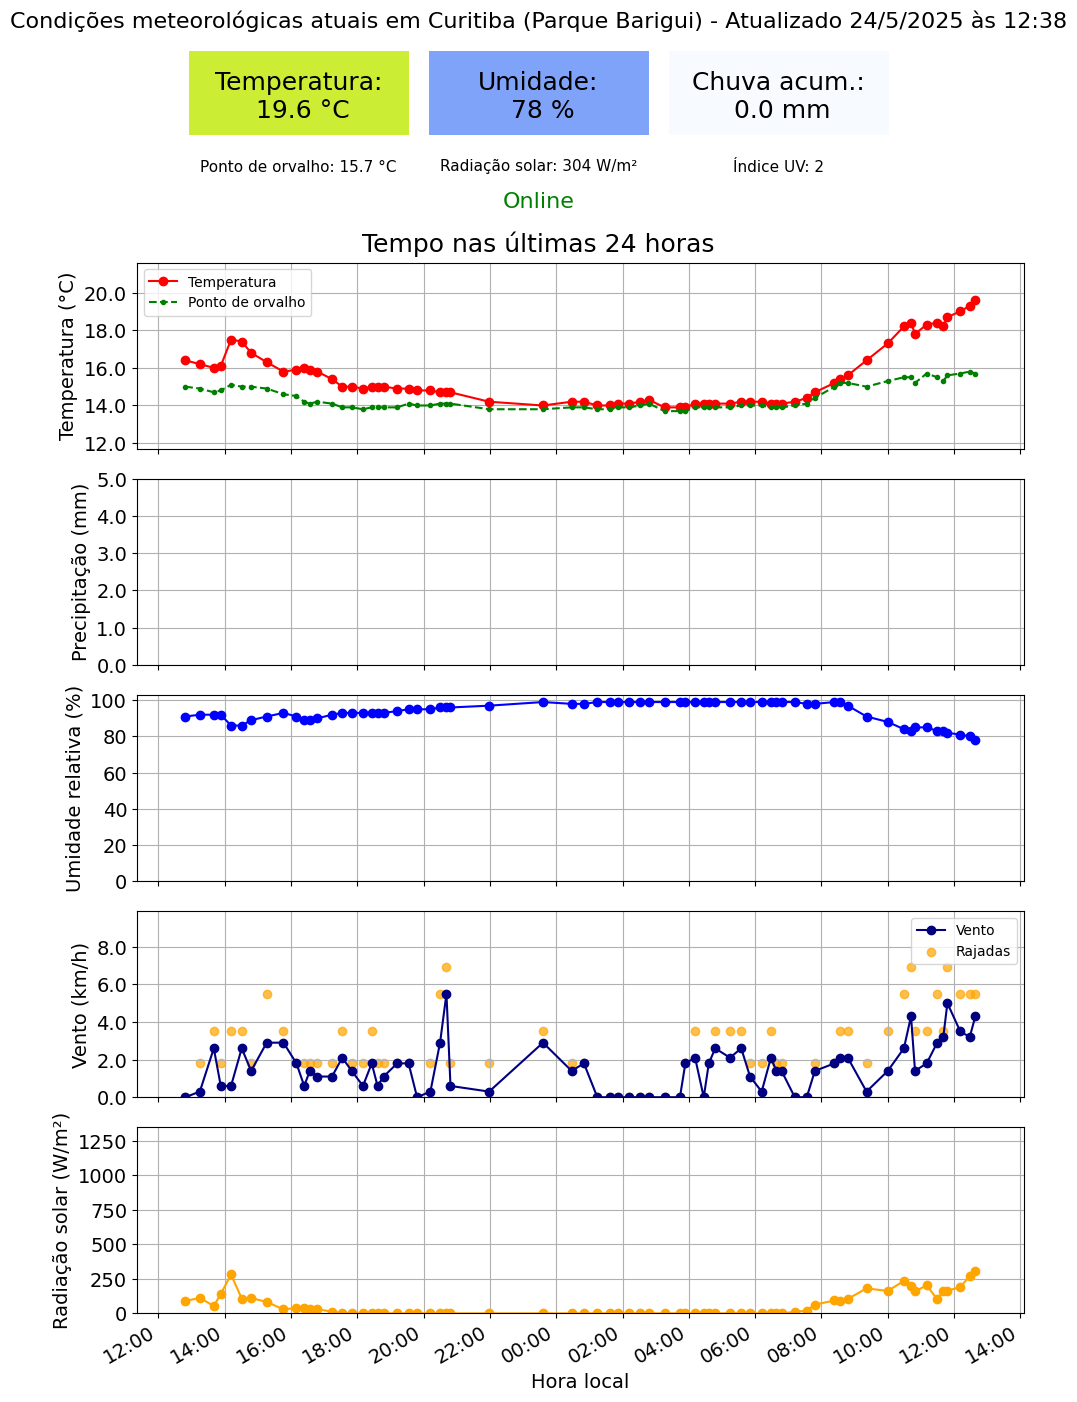 Condições meteorológicas atuais em Curitiba (Parque Barigui) - Atualizado 24/5/2025 às 12:38
Temperatura:
19.6 °C
Umidade:
78 %
Chuva acum.:
0.0 mm
Ponto de orvalho: 15.7 °C
Radiação solar: 304 W/m²
Índice UV: 2
Online
Tempo nas últimas 24 horas
Temperatura (°C)
20.0
18.0
16.0
14.0
12.0
Temperatura
Ponto de orvalho
Precipitação (mm)
5.0
4.0
3.0
2.0
1.0
0.0
Umidade relativa (%)
100
80
60
40
20
0
Vento (km/h)
8.0
6.0
4.0
2.0
0.0
Vento
Rajadas
Radiação solar (W/m²)
1250
1000
750
500
250
0
12:00
14:00
16:00
18:00
20:00
22:00
00:00
02:00
04:00
06:00
08:00
10:00
12:00
14:00
Hora local